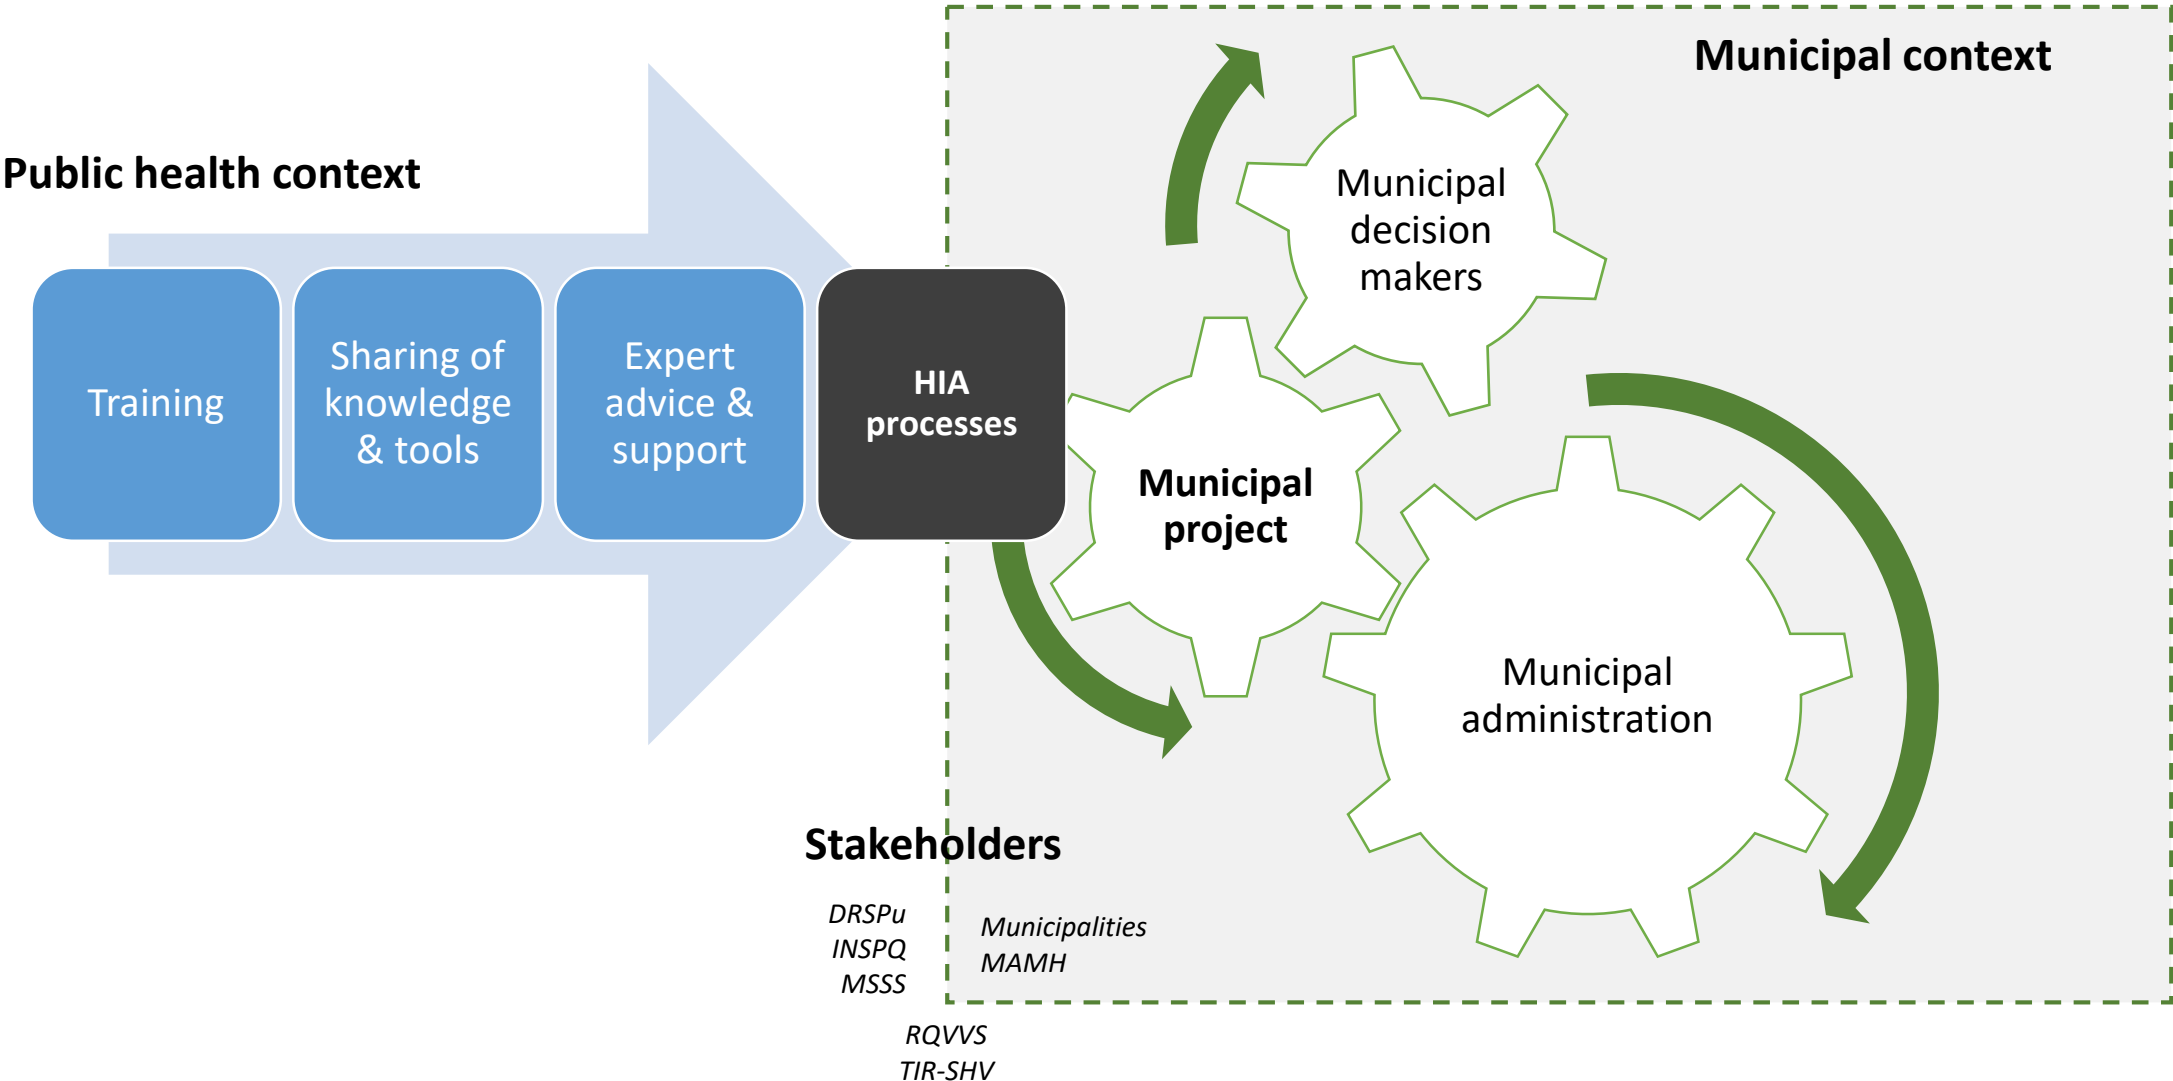 Municipal context
Public health context
Training
Sharing of
knowledge
& tools
Expert
advice &
support
HIA
processes
Municipal
decision
makers
Municipal
project
Municipal
administration
Stakeholders
DRSPu
INSPQ
MSSS
Municipalities
MAMH
RQVVS
TIR-SHV